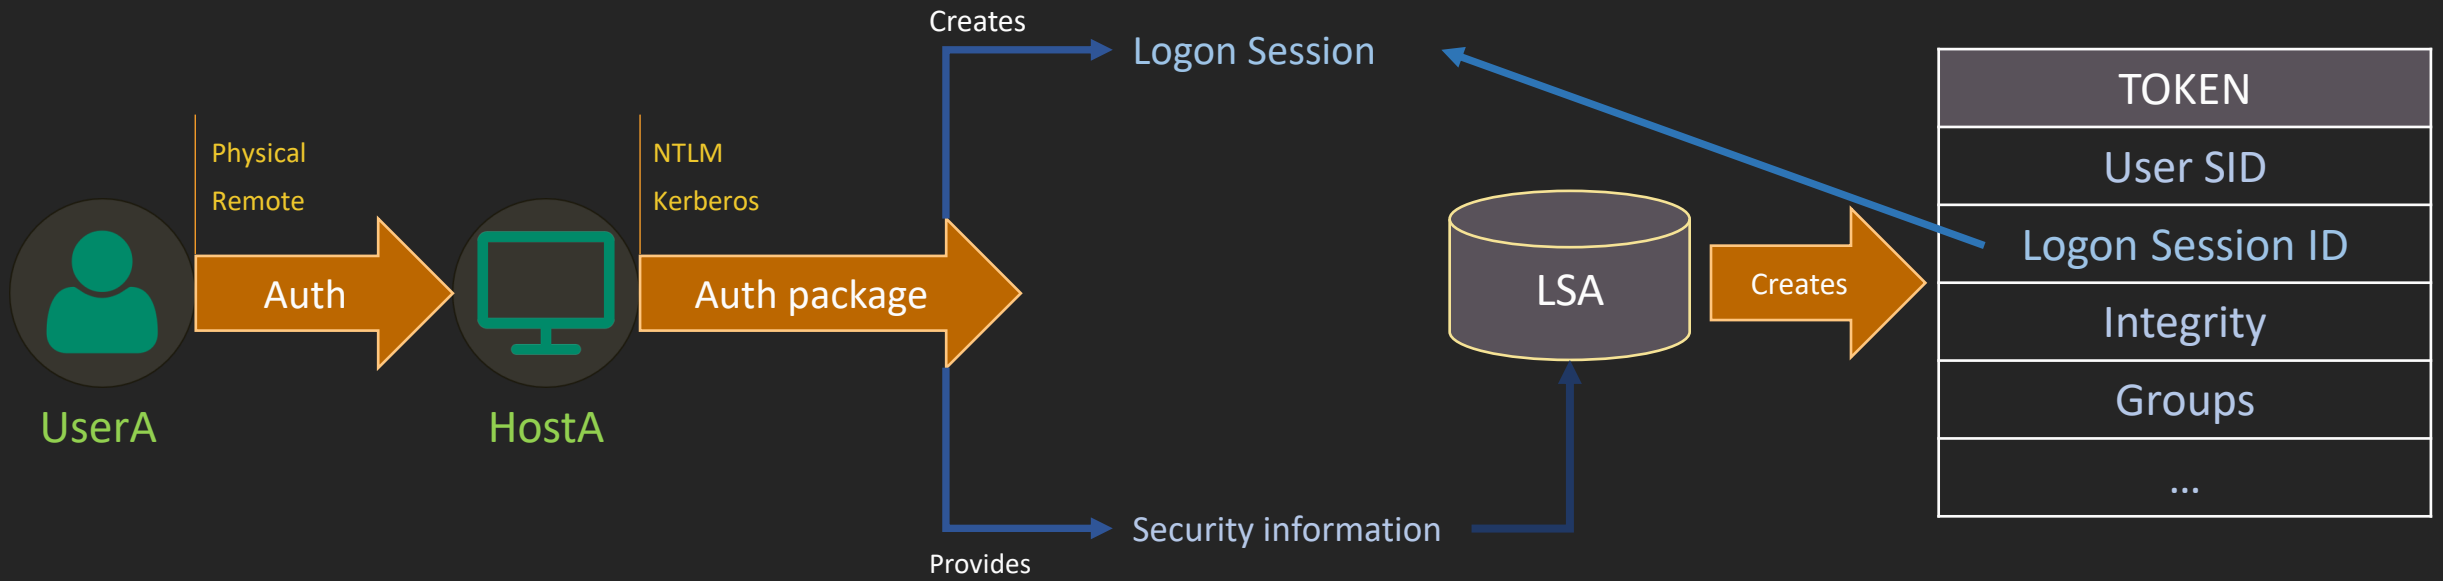 Creates
Logon Session
TOKEN
Physical
Remote
NTLM
Kerberos
User SID
Logon Session ID
Auth
Auth package
LSA
Creates
Integrity
UserA
HostA
Groups
...
Security information
Provides